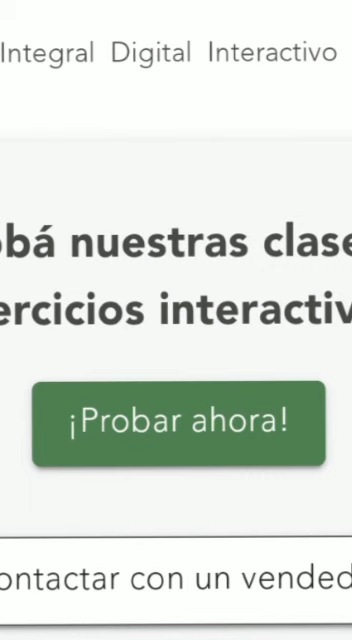 Integral Digital Interactivo
obá nuestras clase
ercicios interactiv
¡Probar ahora!
ontactar con un vended